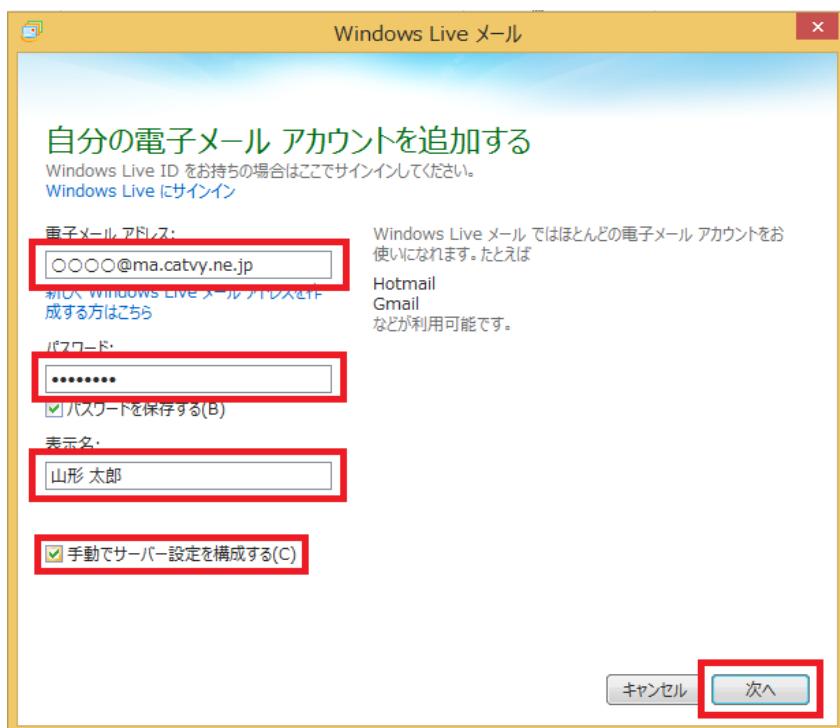 Windows Live メール
自分の電子メール アカウントを追加する
Windows Live ID をお持ちの場合はここでサインインしてください。
Windows Live にサインイン
電子メール アドレス:
○○○○@ma.catvy.ne.jp
新しく Windows Live メール アドレスを作
成する方はこちら
パスワード:
••••••••
パスワードを保存する(B)
表示名:
山形 太郎
手動でサーバー設定を構成する(C)
Windows Live メール ではほとんどの電子メール アカウントをお
使いになれます。たとえば
Hotmail
Gmail
などが利用可能です。
キャンセル
次へ